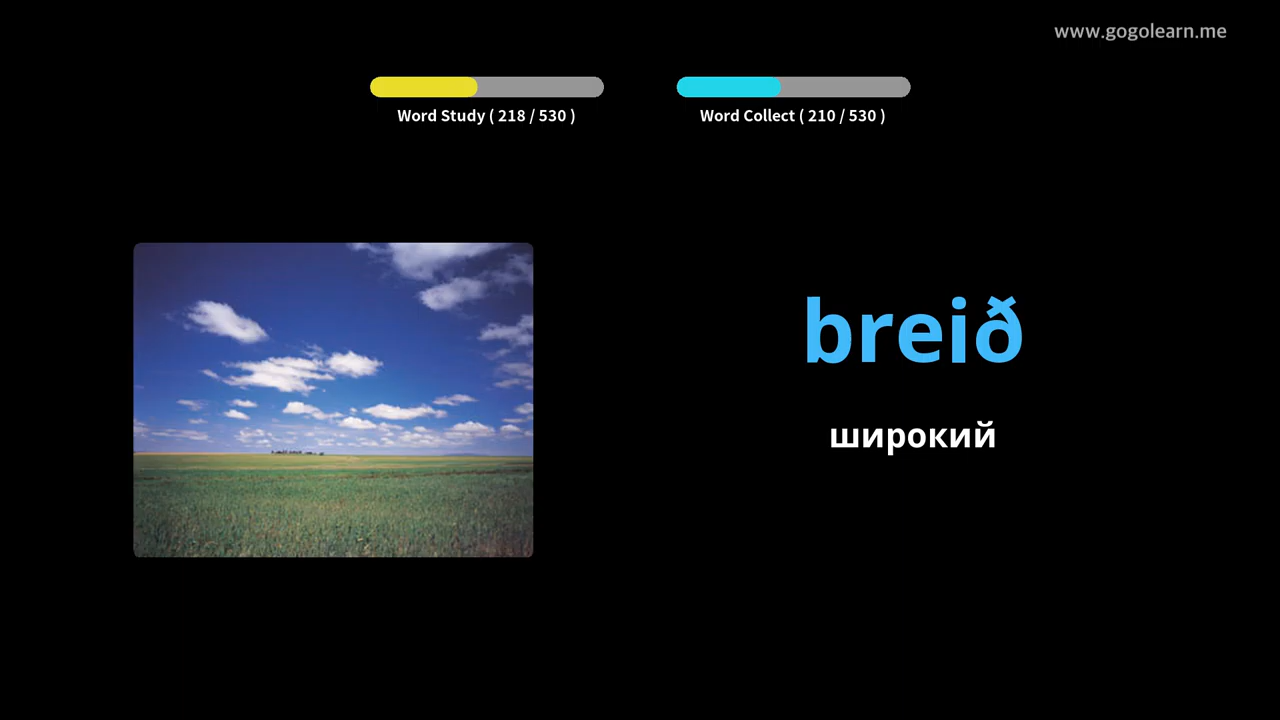 www.gogolearn.me
Word Study ( 218 / 530 )
Word Collect ( 210 / 530 )
breið
широкий